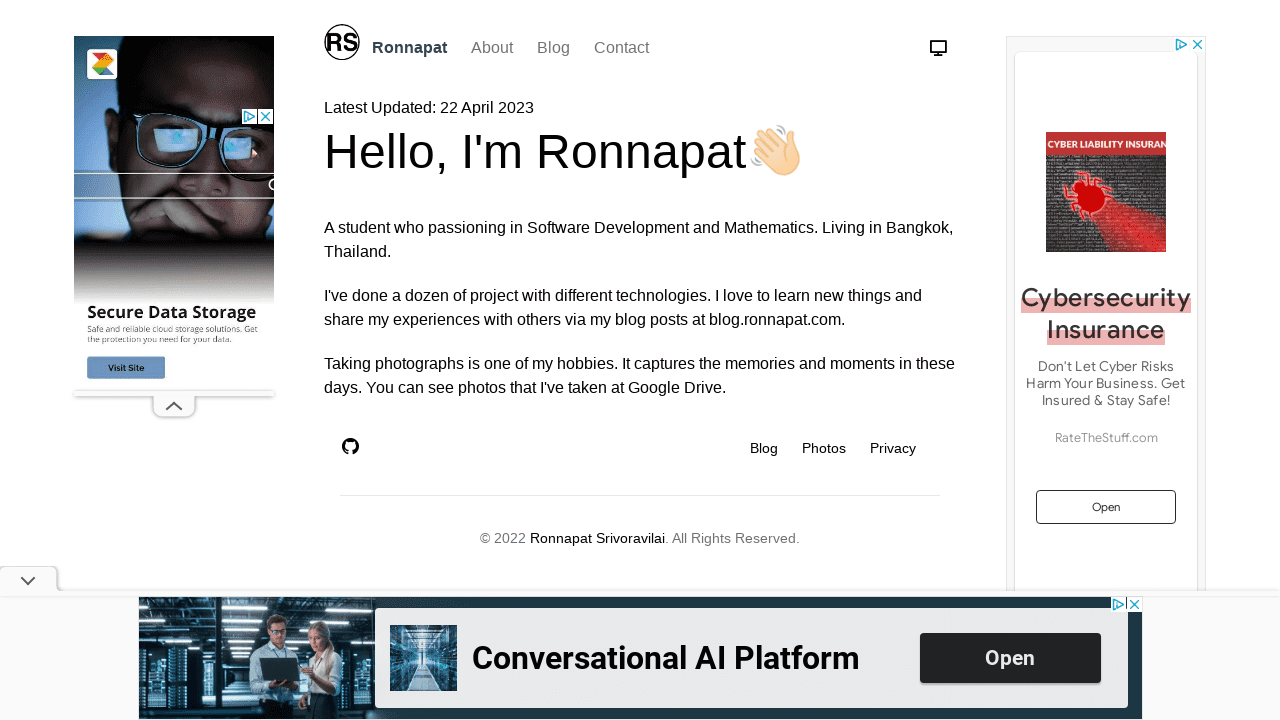 RS
Ronnapat
About
Blog
Contact
Latest Updated: 22 April 2023
Hello, I'm Ronnapat👋🏼
A student who passioning in Software Development and Mathematics. Living in Bangkok,
Thailand.
I've done a dozen of project with different technologies. I love to learn new things and
share my experiences with others via my blog posts at blog.ronnapat.com.
Taking photographs is one of my hobbies. It captures the memories and moments in these
days. You can see photos that I've taken at Google Drive.
Blog
Photos
Privacy
© 2022 Ronnapat Srivoravilai. All Rights Reserved.
Secure Data Storage
Safe and reliable cloud storage solutions. Get
the protection you need for your data.
Visit Site
CYBER LIABILITY INSURAN
Cybersecurity
Insurance
Don't Let Cyber Risks
Harm Your Business. Get
Insured & Stay Safe!
RateTheStuff.com
Open
Conversational AI Platform
Open